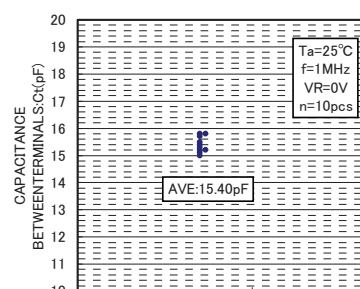 20
19
18
17
16
15
14
13
12
11
10
CAPACITANCE
BETWEENTERMINALS:Ct(pF)
Ta=25℃
f=1MHz
VR=0V
n=10pcs
AVE:15.40pF